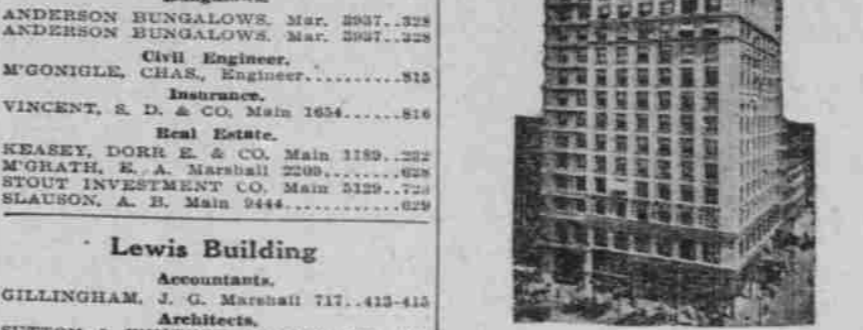 ANDERSON BUNGALOWS. Mar. 3937..328
ANDERSON BUNGALOWS. Mar. 3937..328
Civil Engineer.
M'GONIGLE, CHAS., Engineer..........815
Insurance.
VINCENT, S. D. & CO. Main 1654......816
Real Estate.
KEASEY, DORR E. & CO. Main 1189..232
M'GRATH, E. A. Marshall 2209........628
STOUT INVESTMENT CO. Main 5129..
SLAUSON, A. B. Main 9444............629
Lewis Building
Accountants.
GILLINGHAM, J. G. Marshall 717..413-415
Architects.